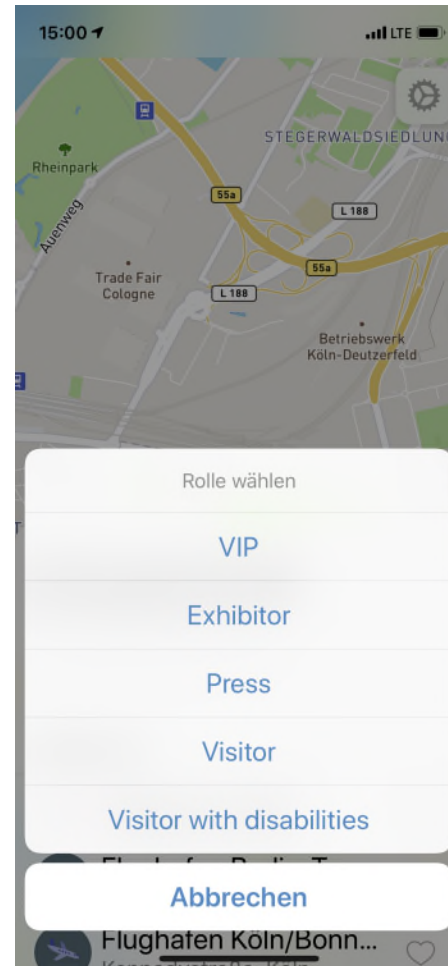 15:00
LTE
STEGERWALDSIEDLUNG
Rheinpark
55a
L 188
Auenweg
55a
Trade Fair
Cologne
L 188
Betriebswerk
Köln-Deutzerfeld
Rolle wählen
VIP
Exhibitor
Press
Visitor
Visitor with disabilities
Abbrechen
Flughafen Köln/Bonn...